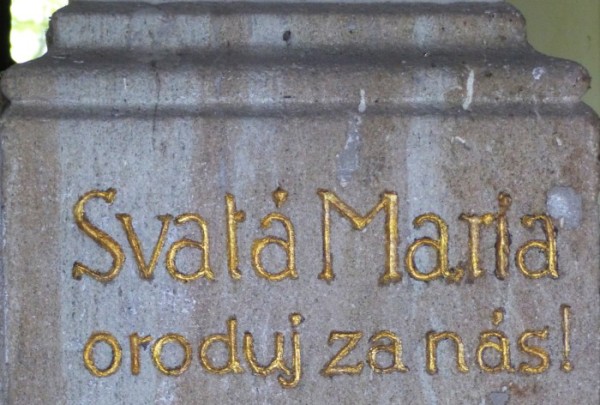 Svatá Maria
oroduj za nás!